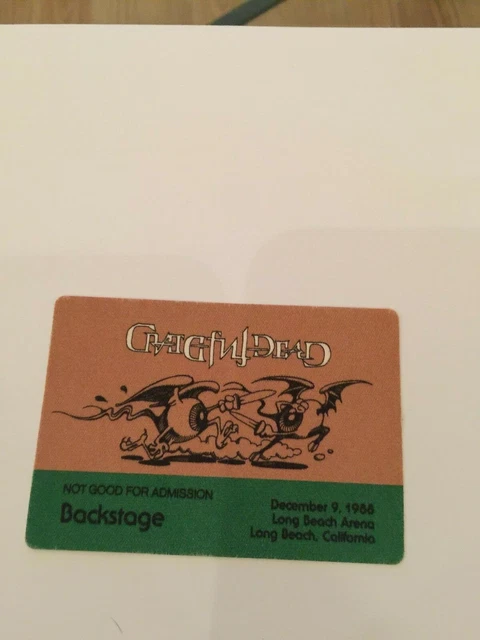 GRATEFUL DEAD
NOT GOOD FOR ADMISSION
Backstage
December 9, 1988
Long Beach Arena
Long Beach, California